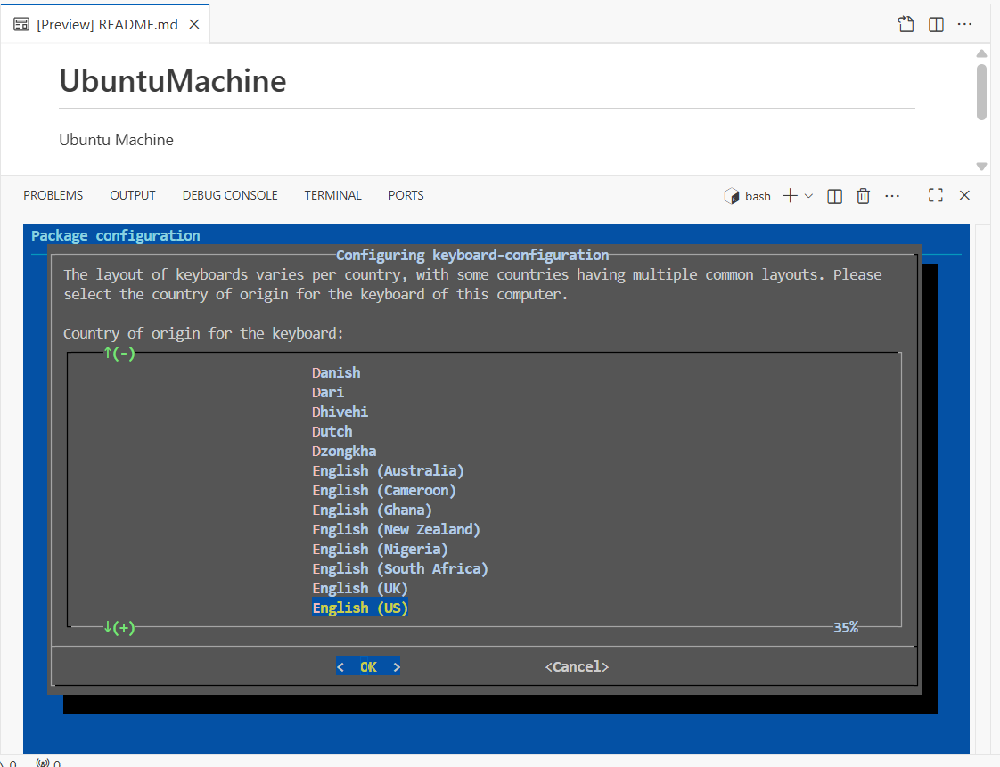 [Preview] README.md
UbuntuMachine
Ubuntu Machine
PROBLEMS OUTPUT DEBUG CONSOLE TERMINAL PORTS bash
Package configuration
Configuring keyboard-configuration
The layout of keyboards varies per country, with some countries having multiple common layouts. Please
select the country of origin for the keyboard of this computer.
Country of origin for the keyboard:
↑(-)
Danish
Dari
Dhivehi
Dutch
Dzongkha
English (Australia)
English (Cameroon)
English (Ghana)
English (New Zealand)
English (Nigeria)
English (South Africa)
English (UK)
English (US)
↓(+) 35%
< OK > <Cancel>
0 0